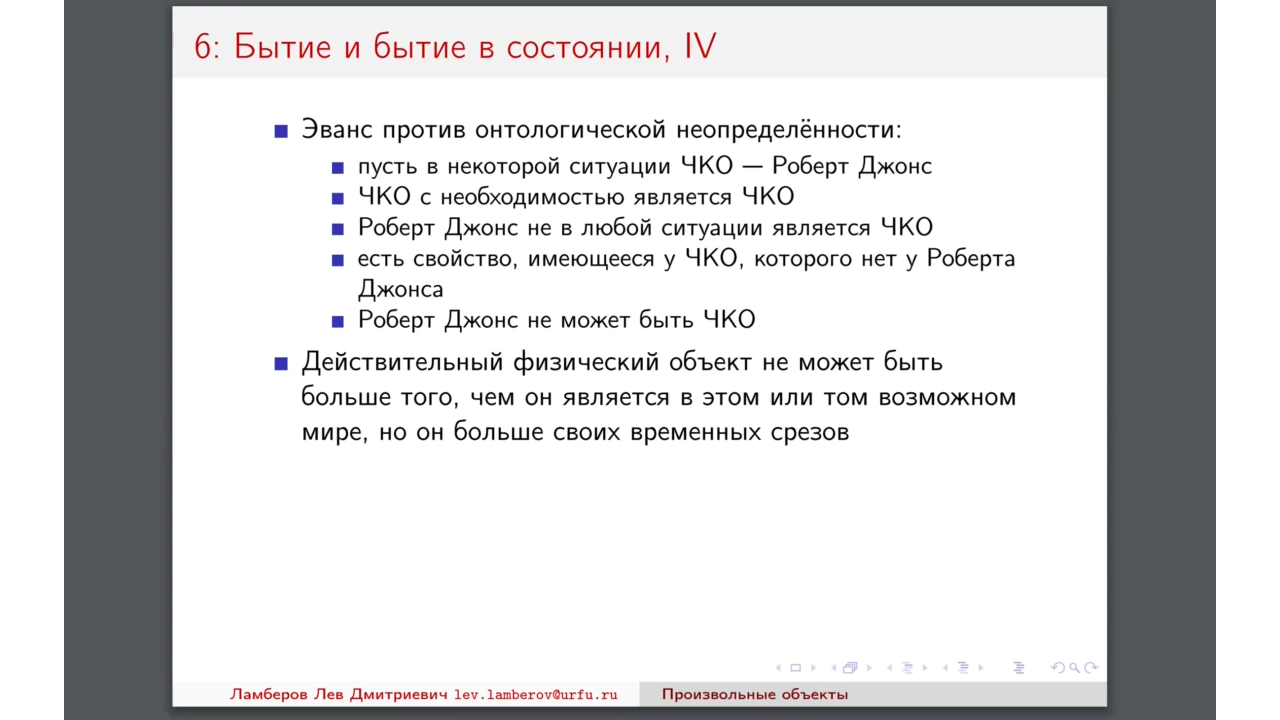 6: Бытие и бытие в состоянии, IV
Эванс против онтологической неопределённости:
пусть в некоторой ситуации ЧКО — Роберт Джонс
ЧКО с необходимостью является ЧКО
Роберт Джонс не в любой ситуации является ЧКО
есть свойство, имеющееся у ЧКО, которого нет у Роберта
Джонса
Роберт Джонс не может быть ЧКО
Действительный физический объект не может быть
больше того, чем он является в этом или том возможном
мире, но он больше своих временных срезов
Ламберов Лев Дмитриевич lev.lamberov@urfu.ru
Произвольные объекты